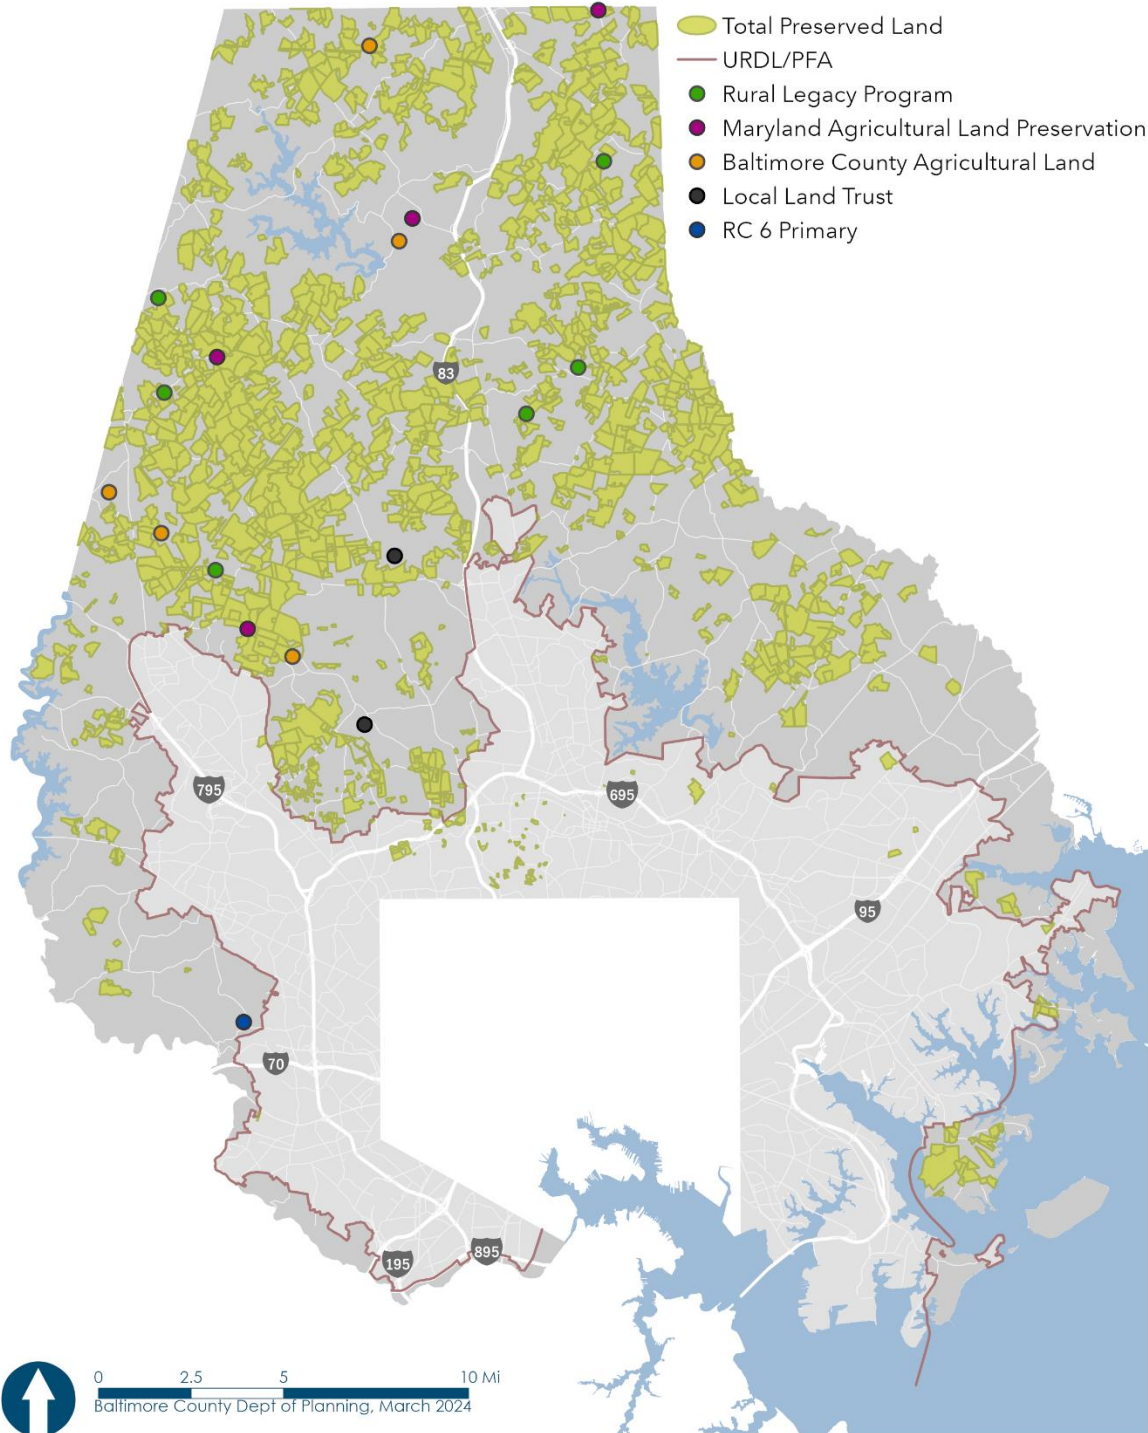 Total Preserved Land
URDL/PFA
Rural Legacy Program
Maryland Agricultural Land Preservation
Baltimore County Agricultural Land
Local Land Trust
RC 6 Primary
83
795
695
95
70
195
895
0 2.5 5 10 Mi
Baltimore County Dept of Planning, March 2024